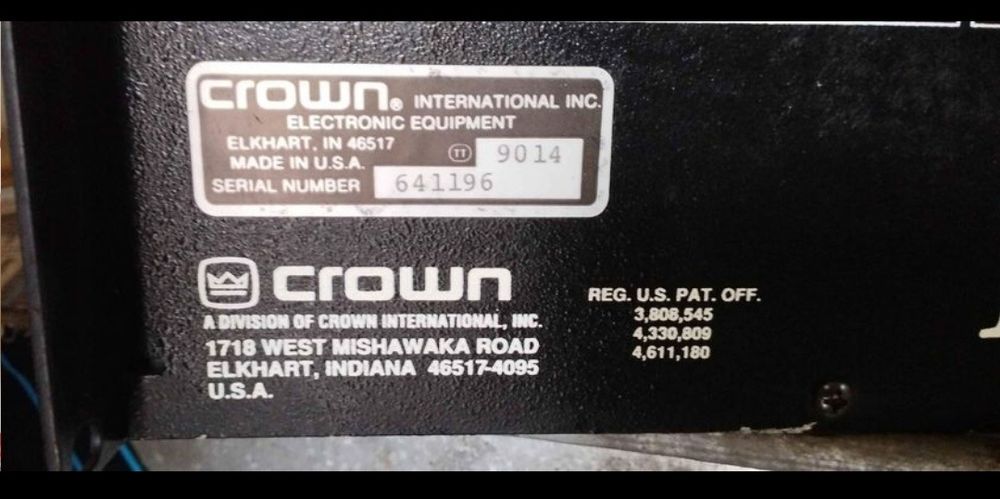 crown® INTERNATIONAL INC.
ELECTRONIC EQUIPMENT
ELKHART, IN 46517
MADE IN U.S.A. TT 9014
SERIAL NUMBER 641196
crown
A DIVISION OF CROWN INTERNATIONAL, INC.
1718 WEST MISHAWAKA ROAD
ELKHART, INDIANA 46517-4095
U.S.A.
REG. U.S. PAT. OFF.
3,808,545
4,330,809
4,611,180